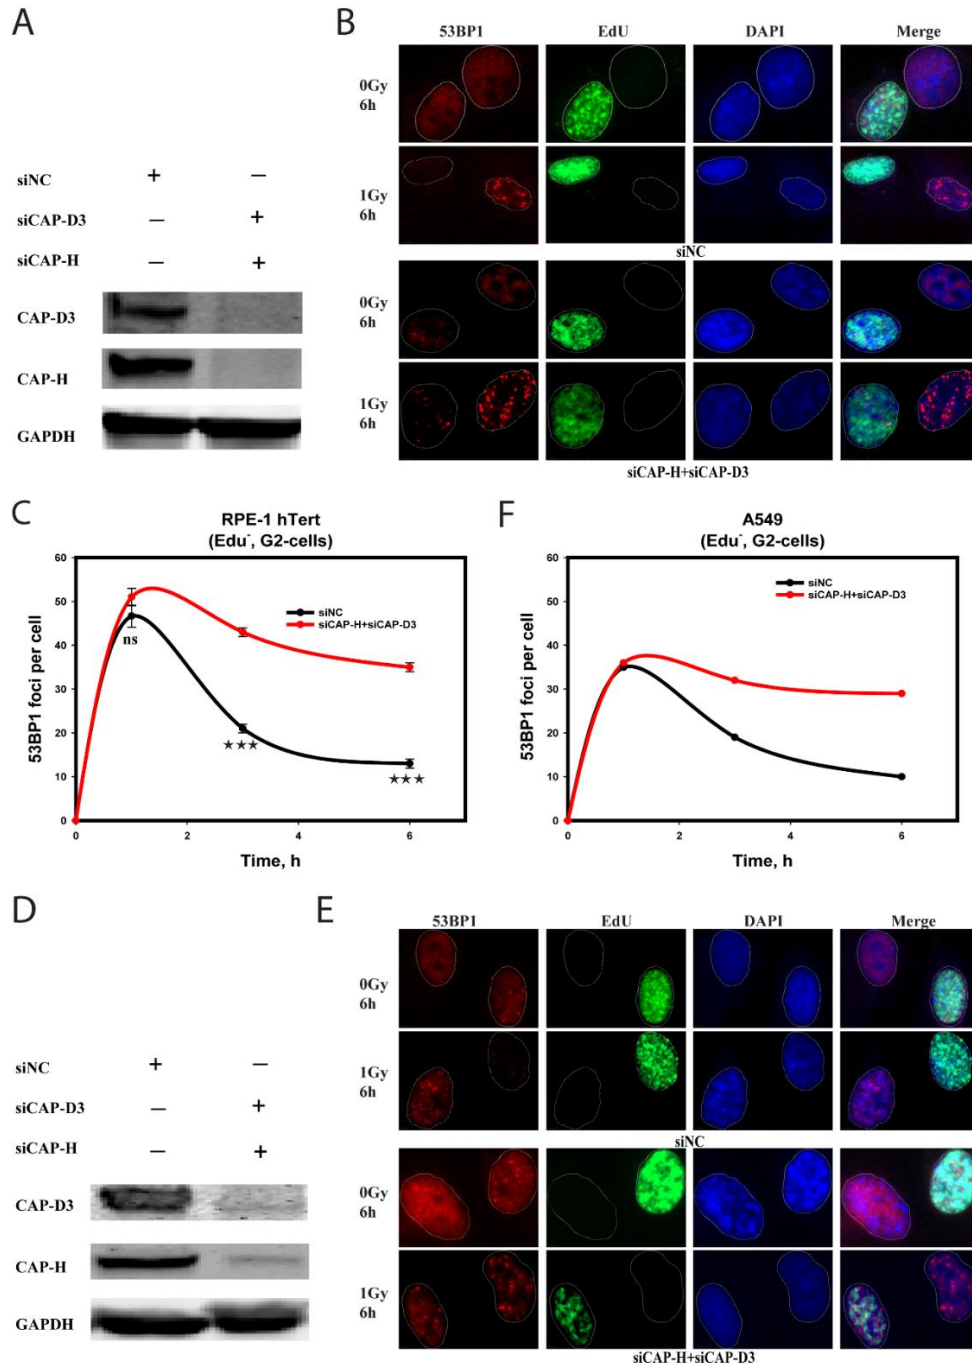 A
siNC + –
siCAP-D3 – +
siCAP-H – +
CAP-D3
CAP-H
GAPDH
B
53BP1 EdU DAPI Merge
0Gy
6h
1Gy
6h
siNC
0Gy
6h
1Gy
6h
siCAP-H+siCAP-D3
C
RPE-1 hTert
(Edu-, G2-cells)
53BP1 foci per cell
60
50
40
30
20
10
0
siNC
siCAP-H+siCAP-D3
ns
★★★
★★★
0 2 4 6
Time, h
F
A549
(Edu-, G2-cells)
53BP1 foci per cell
60
50
40
30
20
10
0
siNC
siCAP-H+siCAP-D3
0 2 4 6
Time, h
D
siNC + –
siCAP-D3 – +
siCAP-H – +
CAP-D3
CAP-H
GAPDH
E
53BP1 EdU DAPI Merge
0Gy
6h
1Gy
6h
siNC
0Gy
6h
1Gy
6h
siCAP-H+siCAP-D3